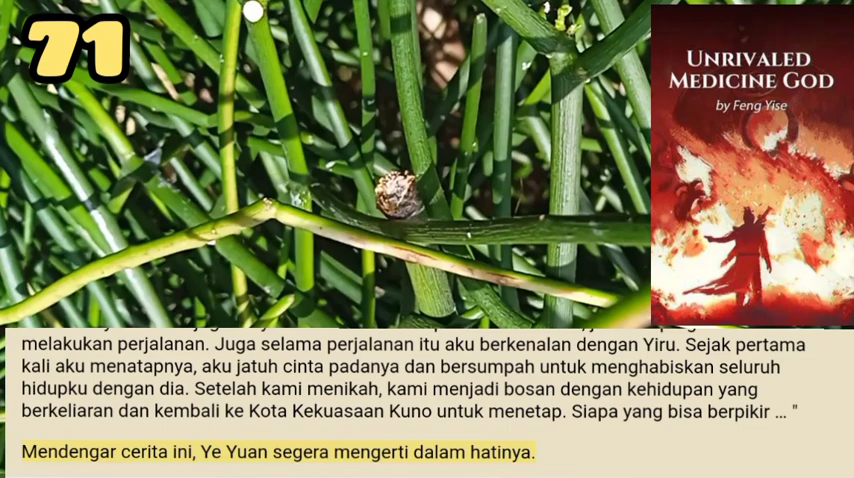 71
UNRIVALED
MEDICINE GOD
by Feng Yise
melakukan perjalanan. Juga selama perjalanan itu aku berkenalan dengan Yiru. Sejak pertama
kali aku menatapnya, aku jatuh cinta padanya dan bersumpah untuk menghabiskan seluruh
hidupku dengan dia. Setelah kami menikah, kami menjadi bosan dengan kehidupan yang
berkeliaran dan kembali ke Kota Kekuasaan Kuno untuk menetap. Siapa yang bisa berpikir ... "
Mendengar cerita ini, Ye Yuan segera mengerti dalam hatinya.